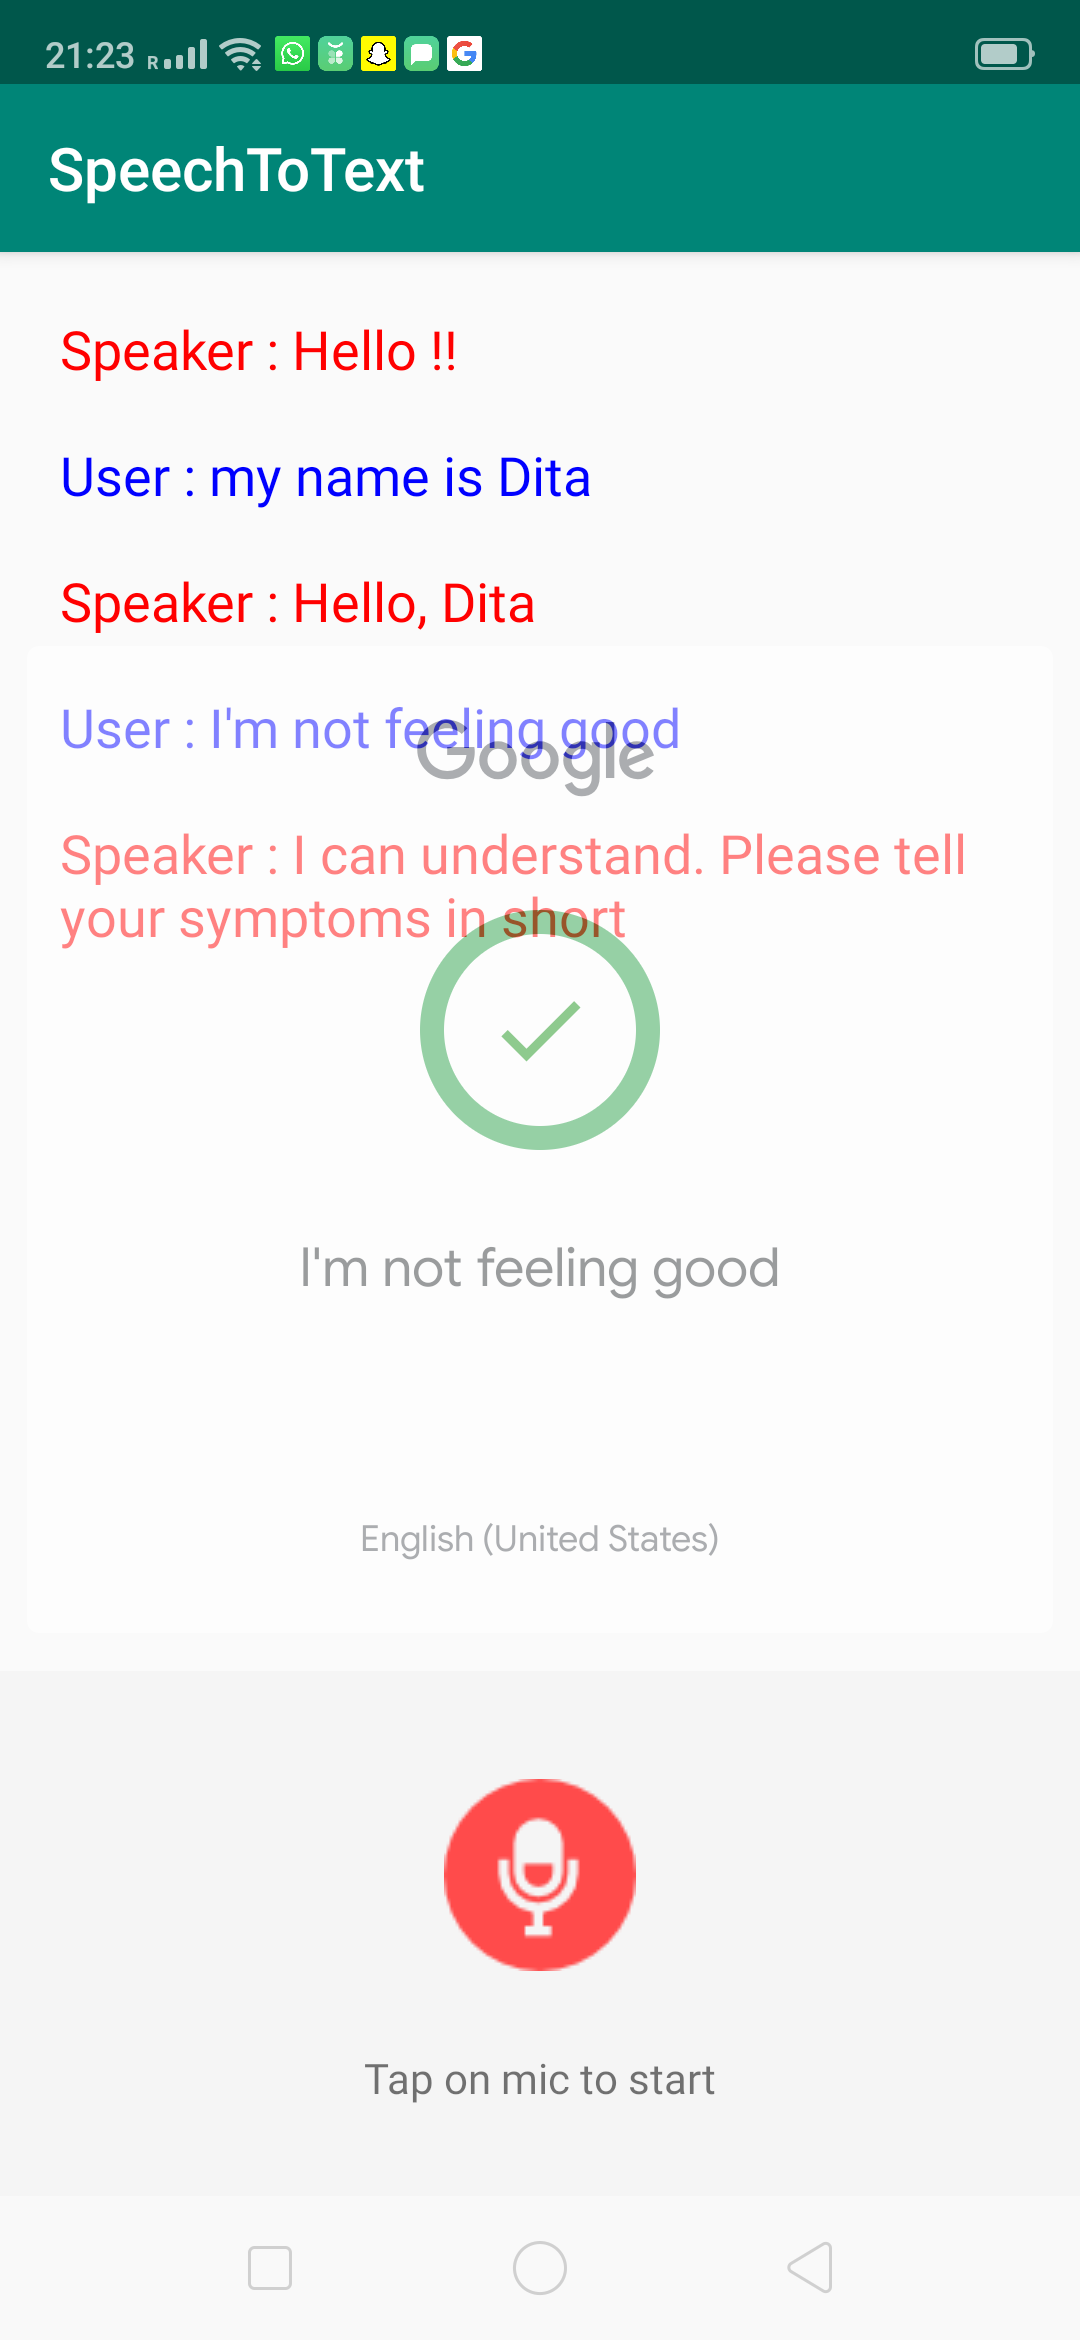 21:23 R
SpeechToText
Speaker : Hello !!
User : my name is Dita
Speaker : Hello, Dita
User : I'm not feeling good
Google
Speaker : I can understand. Please tell
your symptoms in short
I'm not feeling good
English (United States)
Tap on mic to start